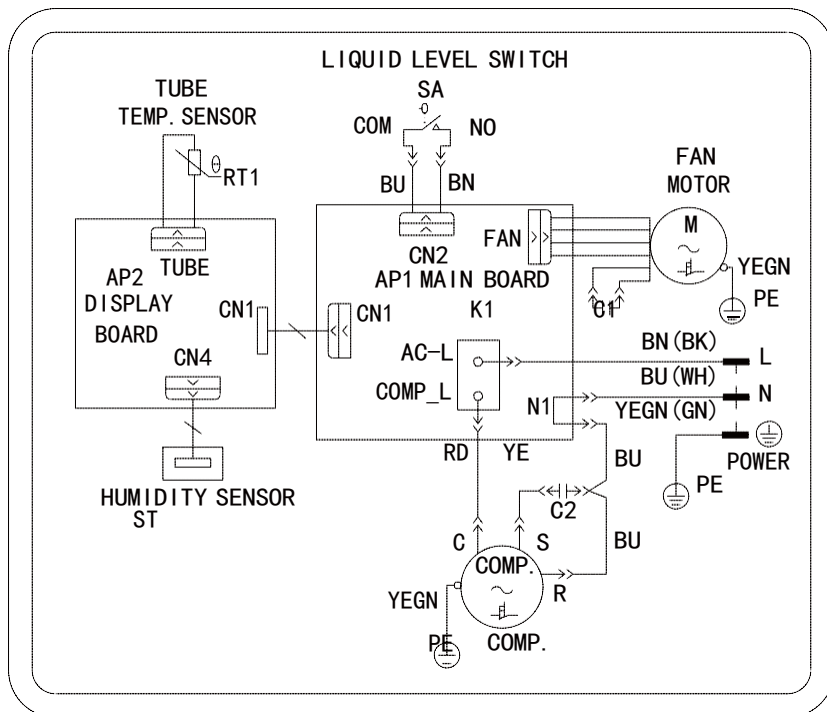 LIQUID LEVEL SWITCH
SA
TUBE
TEMP. SENSOR
COM
NO
RT1
θ
BU
BN
FAN
MOTOR
M
FAN
CN2
TUBE
AP1 MAIN BOARD
AP2
DISPLAY
BOARD
YEGN
PE
CN1
CN1
K1
C1
CN4
AC-L
COMP_L
BN(BK)
L
BU(WH)
N
N1
YEGN(GN)
RD
YE
BU
POWER
PE
HUMIDITY SENSOR
ST
C2
C
S
BU
COMP.
R
YEGN
PE
COMP.